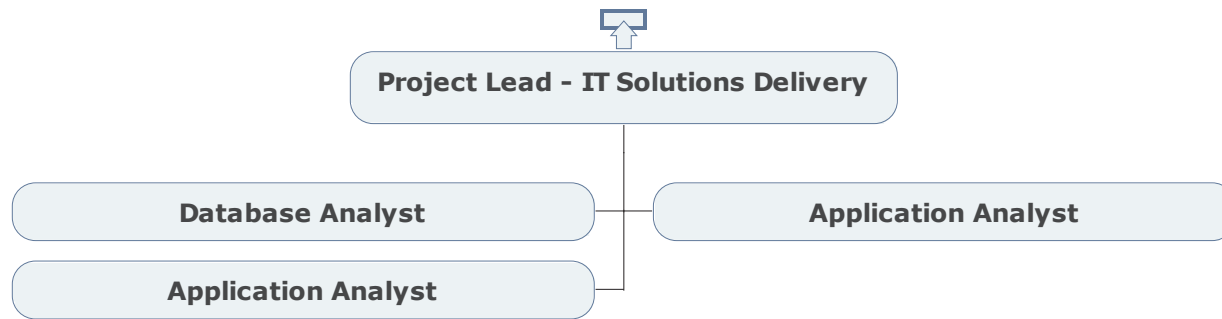 Project Lead - IT Solutions Delivery
Database Analyst
Application Analyst
Application Analyst